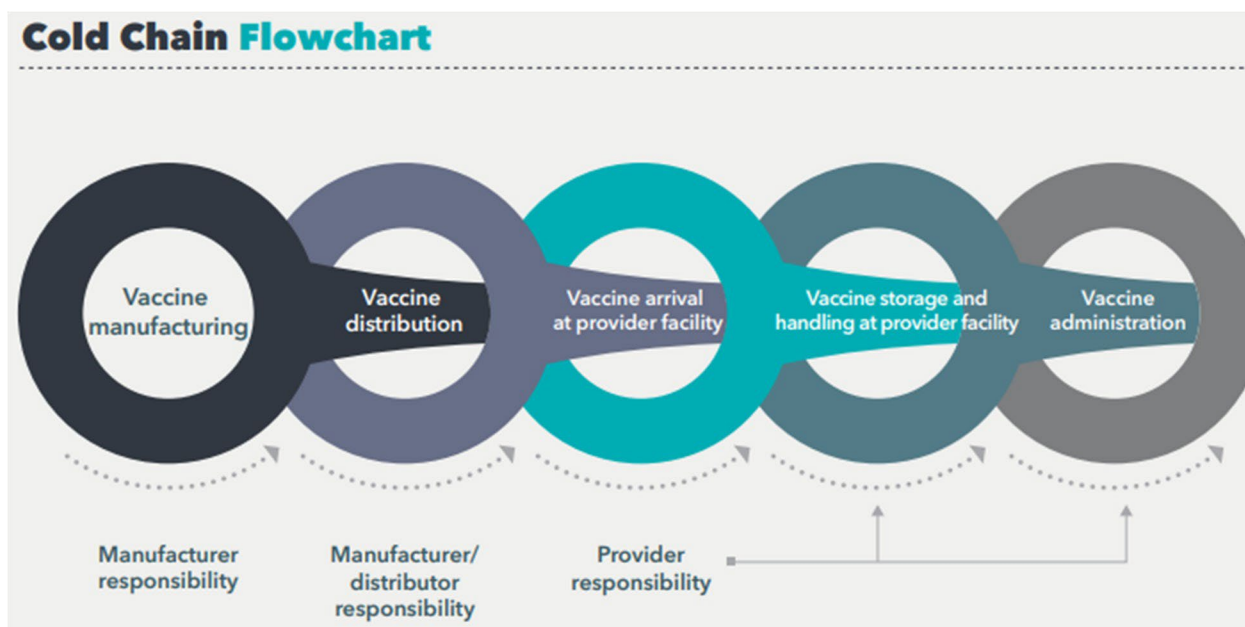 Cold Chain Flowchart
Vaccine
manufacturing
Vaccine
distribution
Vaccine arrival
at provider facility
Vaccine storage and
handling at provider facility
Vaccine
administration
Manufacturer
responsibility
Manufacturer/
distributor
responsibility
Provider
responsibility